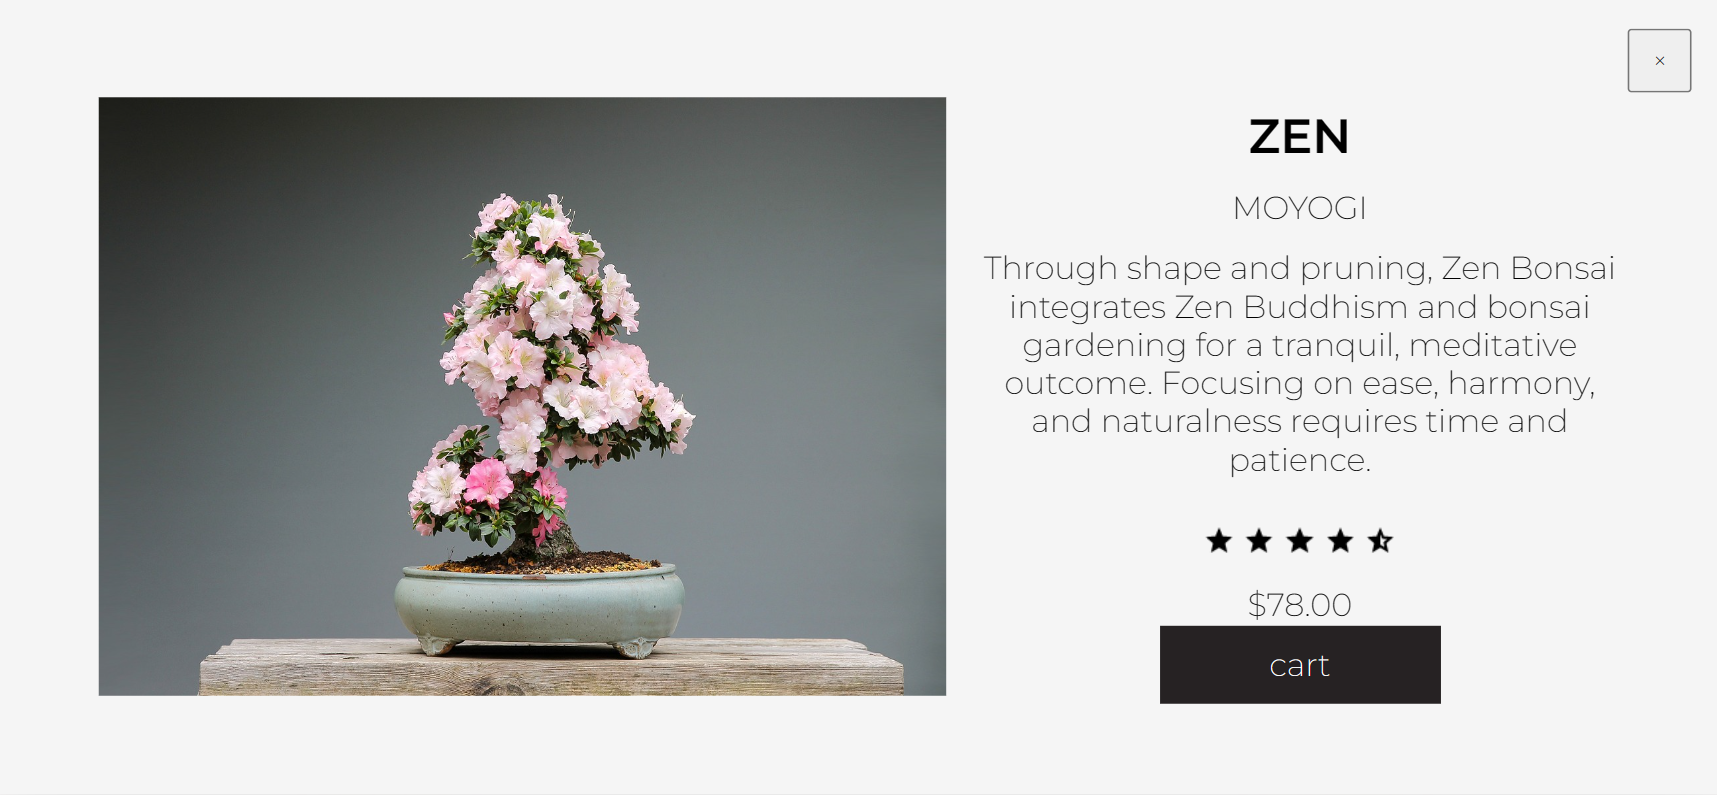 ×
ZEN
MOYOGI
Through shape and pruning, Zen Bonsai
integrates Zen Buddhism and bonsai
gardening for a tranquil, meditative
outcome. Focusing on ease, harmony,
and naturalness requires time and
patience.
$78.00
cart